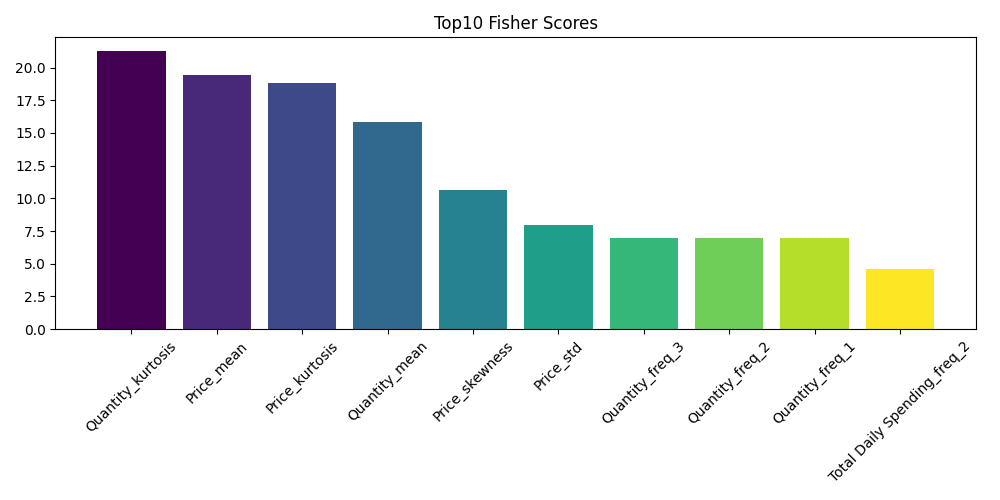 Top10 Fisher Scores
20.0
17.5
15.0
12.5
10.0
7.5
5.0
2.5
0.0
Quantity_kurtosis
Price_mean
Price_kurtosis
Quantity_mean
Price_skewness
Price_std
Quantity_freq_3
Quantity_freq_2
Quantity_freq_1
Total Daily Spending_freq_2